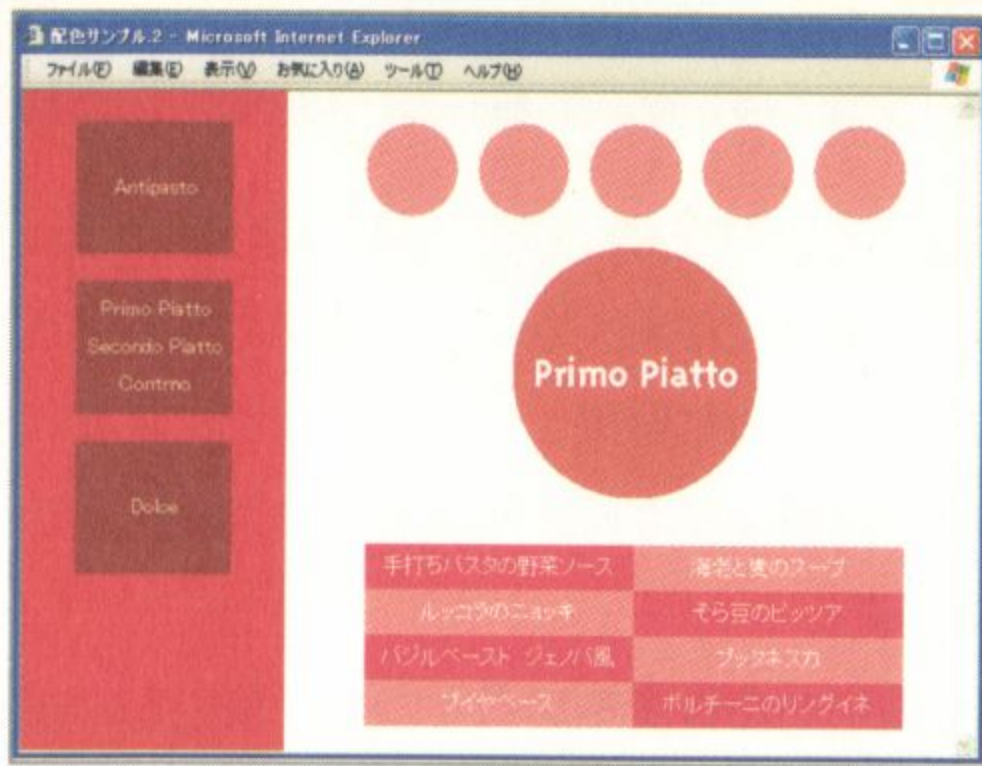 配色サンプル.2 - Microsoft Internet Explorer
ファイル(F) 編集(E) 表示(V) お気に入り(A) ツール(T) ヘルプ(H)
Antipasto
Primo Piatto
Secondo Piatto
Contrno
Dolce
Primo Piatto
手打ちパスタの野菜ソース 海老と隻のスープ
ルッコラのニョッキ そら豆のピッツア
バジルペースト ジェノバ風 プッタネスカ
ブイヤベース ポルチーニのリングイネ